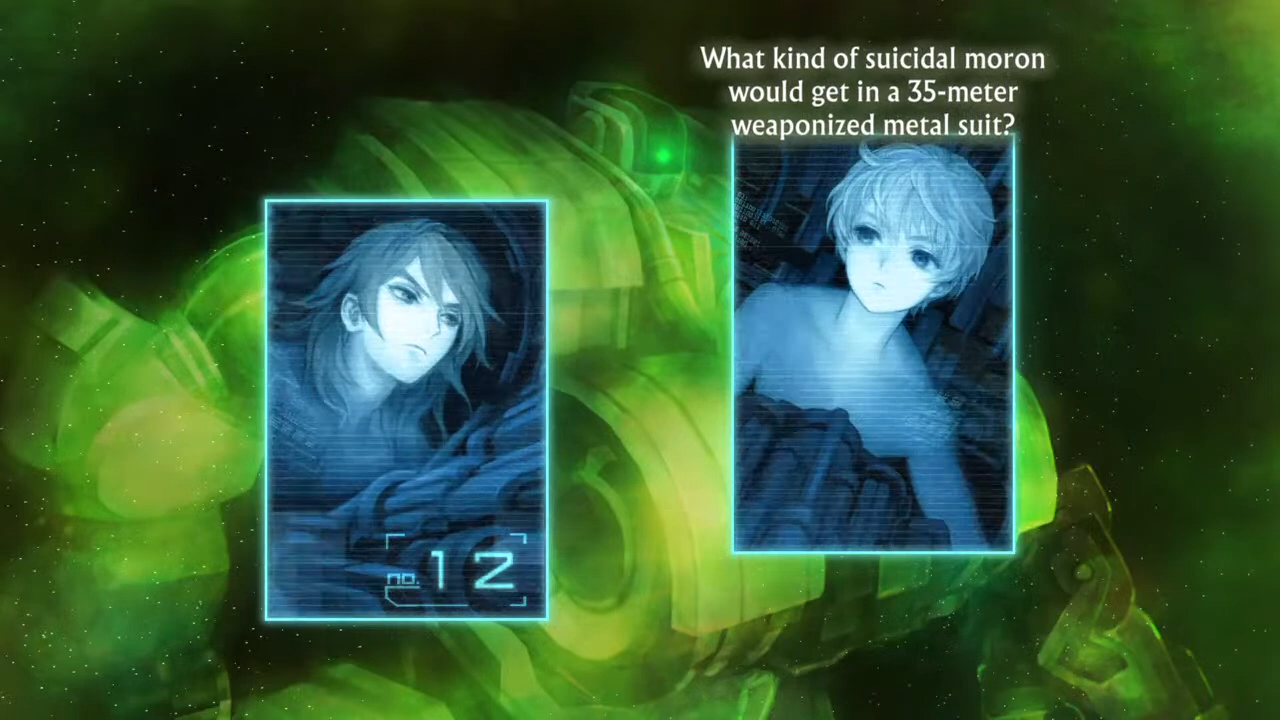 What kind of suicidal moron
would get in a 35-meter
weaponized metal suit?
no. 12